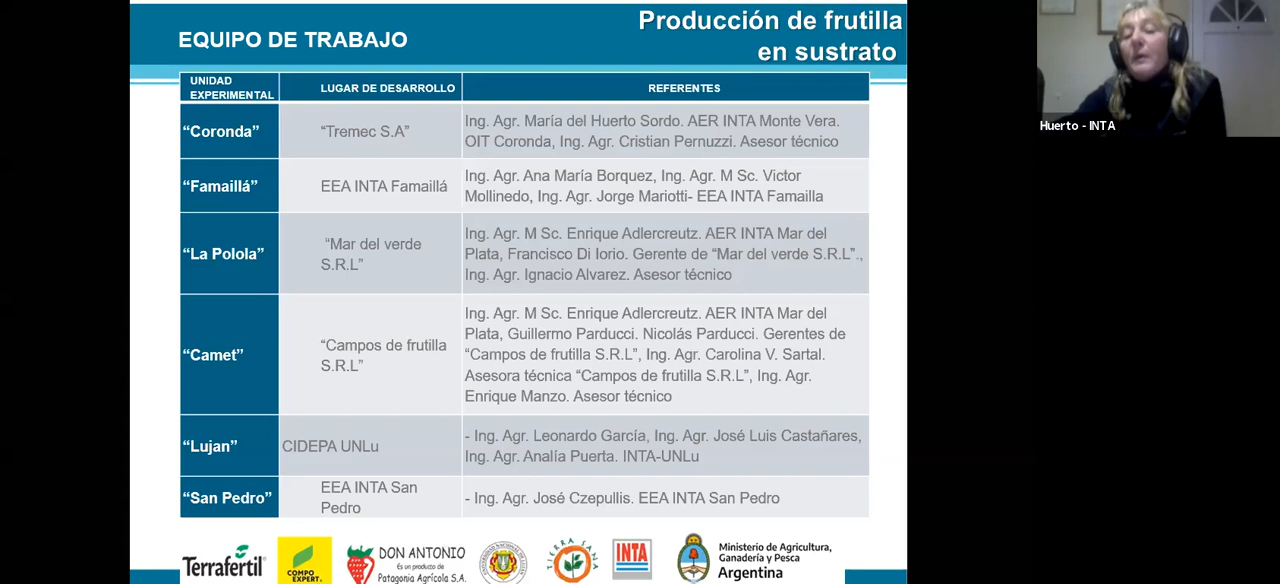 Producción de frutilla
en sustrato
EQUIPO DE TRABAJO
UNIDAD
EXPERIMENTAL
LUGAR DE DESARROLLO
REFERENTES
“Coronda”
“Tremec S.A”
Ing. Agr. María del Huerto Sordo. AER INTA Monte Vera.
OIT Coronda, Ing. Agr. Cristian Pernuzzi. Asesor técnico
“Famaillá”
EEA INTA Famaillá
Ing. Agr. Ana María Borquez, Ing. Agr. M Sc. Victor
Mollinedo, Ing. Agr. Jorge Mariotti- EEA INTA Famailla
“La Polola”
“Mar del verde
S.R.L”
Ing. Agr. M Sc. Enrique Adlercreutz. AER INTA Mar del
Plata, Francisco Di Iorio. Gerente de “Mar del verde S.R.L”.,
Ing. Agr. Ignacio Alvarez. Asesor técnico
“Camet”
“Campos de frutilla
S.R.L”
Ing. Agr. M Sc. Enrique Adlercreutz. AER INTA Mar del
Plata, Guillermo Parducci. Nicolás Parducci. Gerentes de
“Campos de frutilla S.R.L”, Ing. Agr. Carolina V. Sartal.
Asesora técnica “Campos de frutilla S.R.L”, Ing. Agr.
Enrique Manzo. Asesor técnico
“Lujan”
CIDEPA UNLu
- Ing. Agr. Leonardo García, Ing. Agr. José Luis Castañares,
Ing. Agr. Analía Puerta. INTA-UNLu
“San Pedro”
EEA INTA San
Pedro
- Ing. Agr. José Czepullis. EEA INTA San Pedro
Terrafertil
COMPO
EXPERT.
DON ANTONIO
Es un producto de
Patagonia Agrícola S.A.
TIERRA SANA
INTA
Ministerio de Agricultura,
Ganadería y Pesca
Argentina
Huerto - INTA